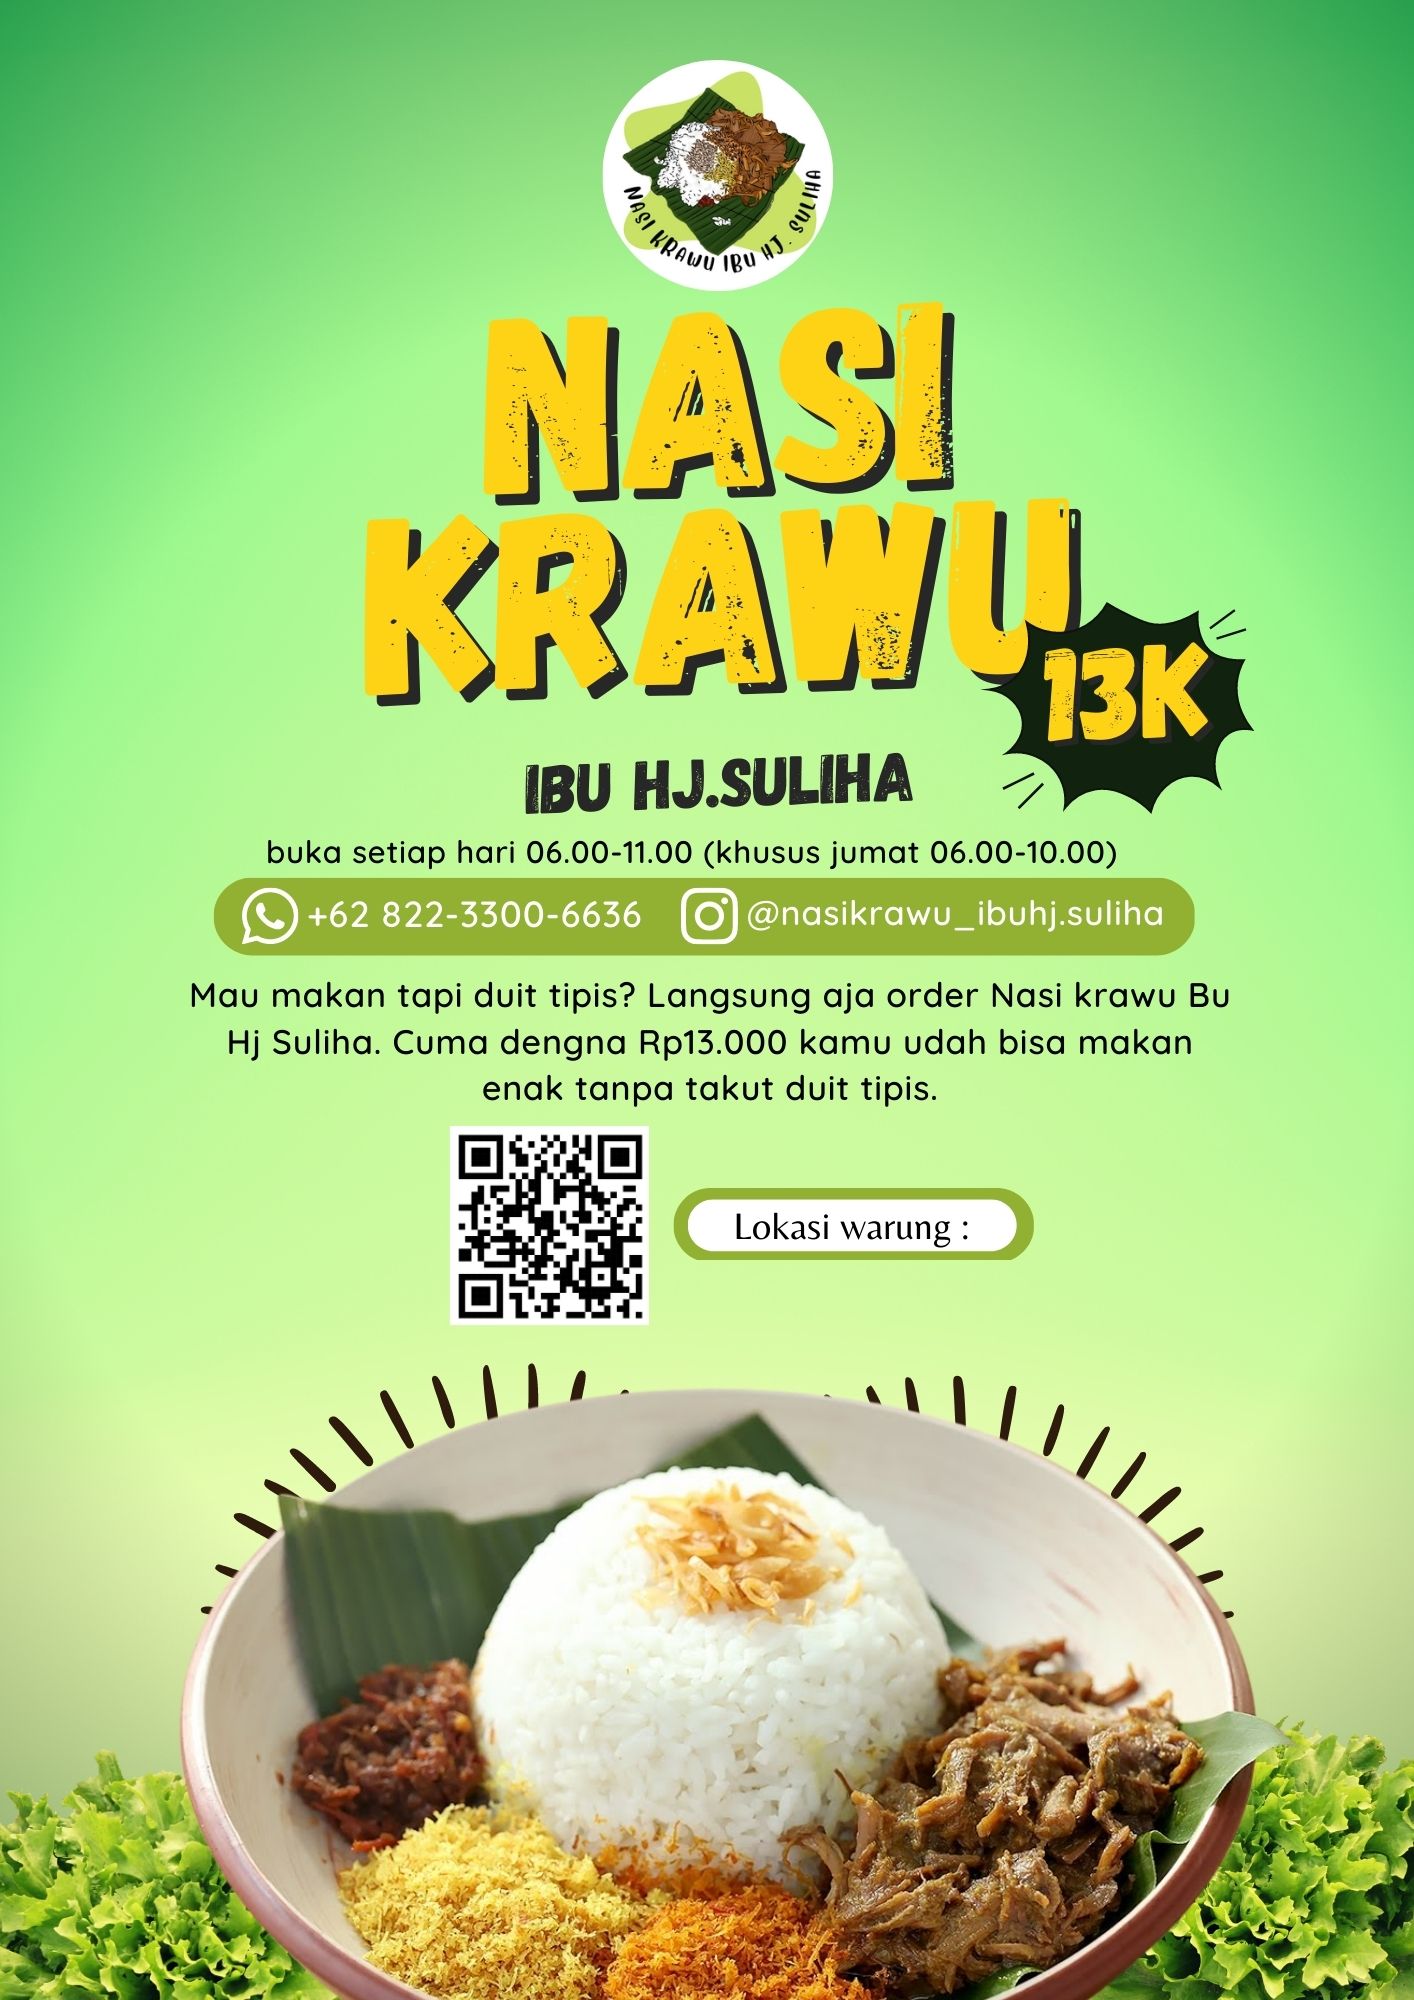 NASI KRAWU IBU HJ. SULIHA
NASI
KRAWU
13K
IBU HJ.SULIHA
buka setiap hari 06.00-11.00 (khusus jumat 06.00-10.00)
+62 822-3300-6636 @nasikrawu_ibuhj.suliha
Mau makan tapi duit tipis? Langsung aja order Nasi krawu Bu
Hj Suliha. Cuma dengna Rp13.000 kamu udah bisa makan
enak tanpa takut duit tipis.
Lokasi warung :